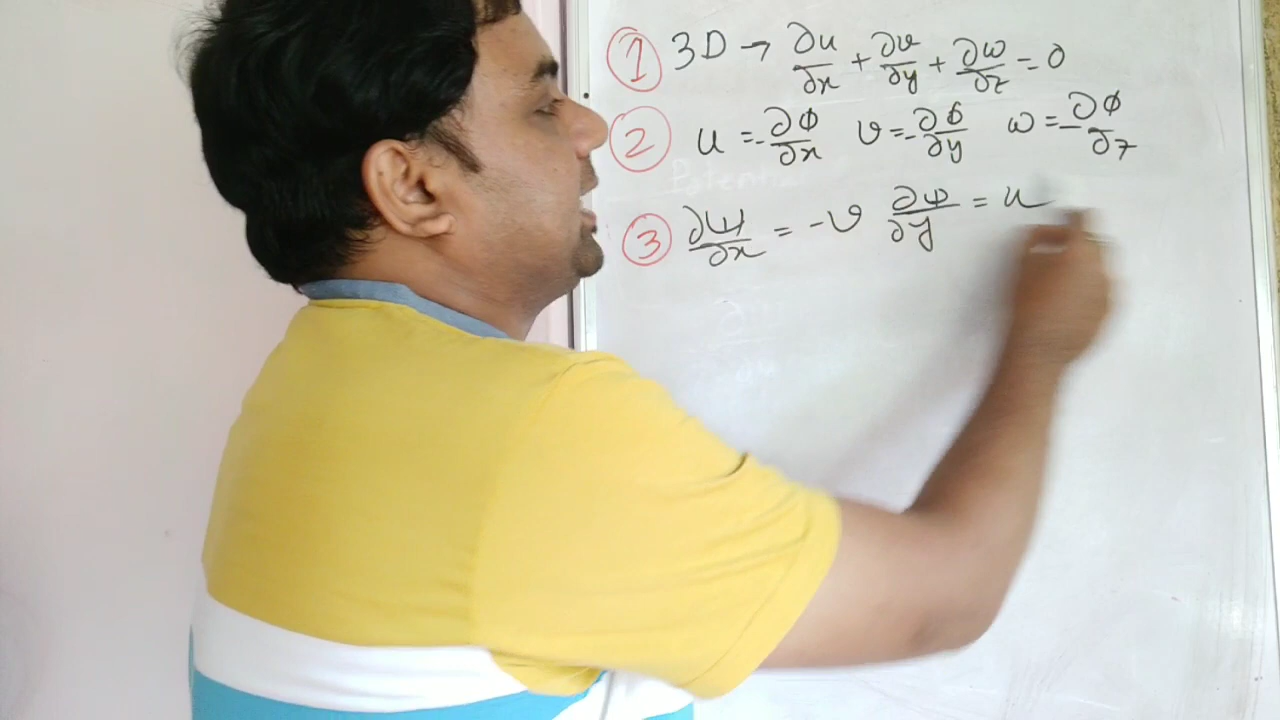 ① 3D → ∂u/∂x + ∂v/∂y + ∂w/∂z = 0
② u = -∂φ/∂x v = -∂φ/∂y w = -∂φ/∂z
③ ∂ψ/∂x = -v ∂ψ/∂y = u